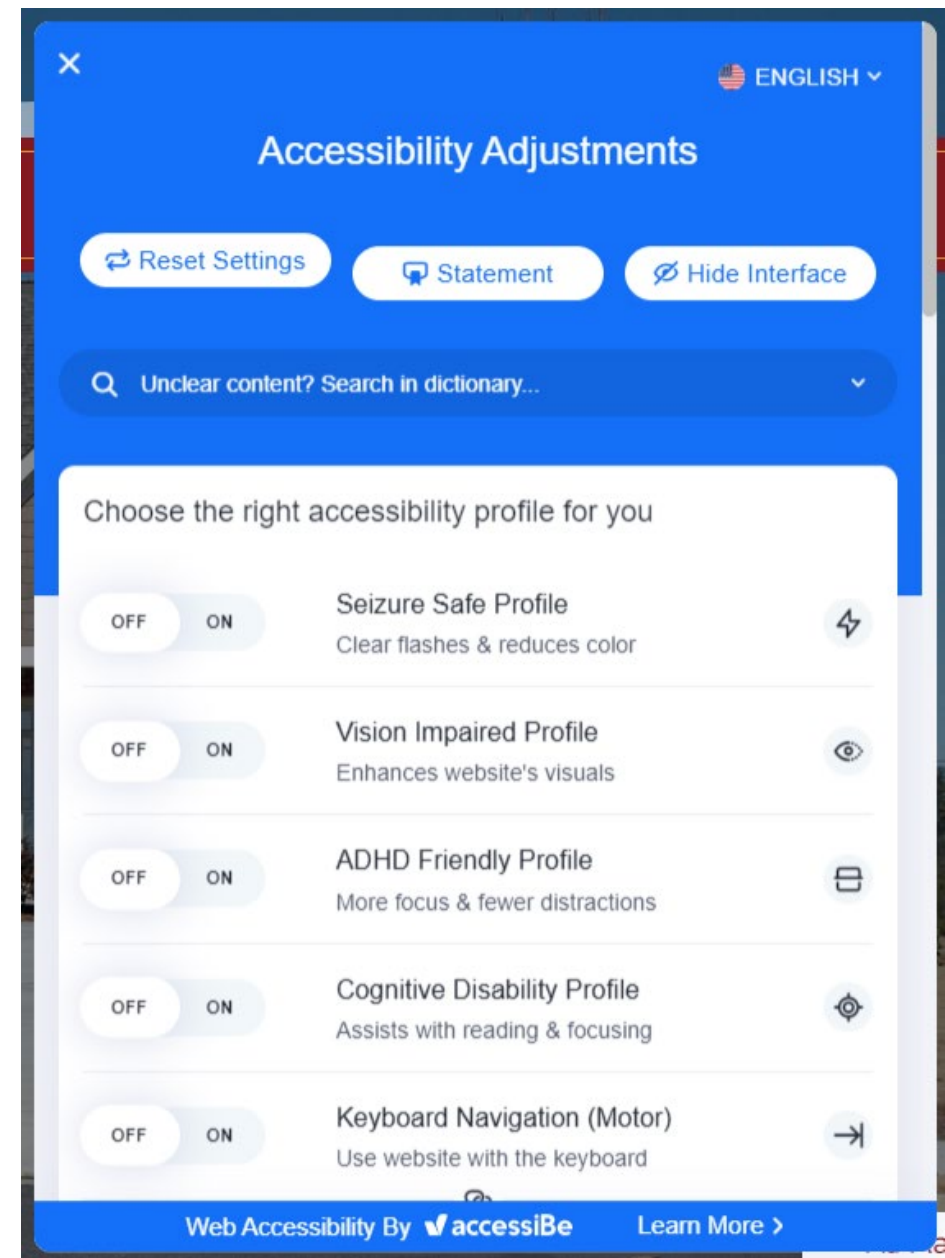 ENGLISH
Accessibility Adjustments
Reset Settings
Statement
Hide Interface
Unclear content? Search in dictionary...
Choose the right accessibility profile for you
OFF ON
Seizure Safe Profile
Clear flashes & reduces color
OFF ON
Vision Impaired Profile
Enhances website's visuals
OFF ON
ADHD Friendly Profile
More focus & fewer distractions
OFF ON
Cognitive Disability Profile
Assists with reading & focusing
OFF ON
Keyboard Navigation (Motor)
Use website with the keyboard
Web Accessibility By accessiBe Learn More >